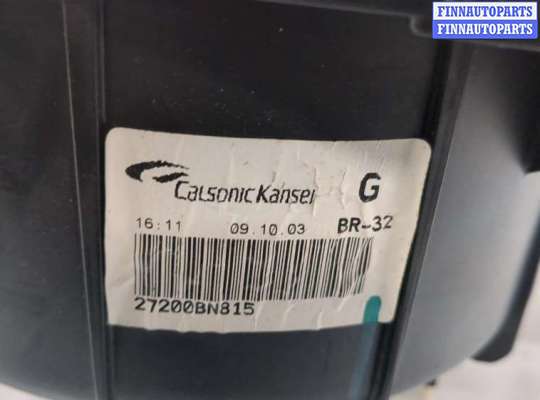 FINNAUTOPARTS
FINNAUTOPARTS
CalsonicKansei G
16:11 09.10.03 BR-32
27200BN815